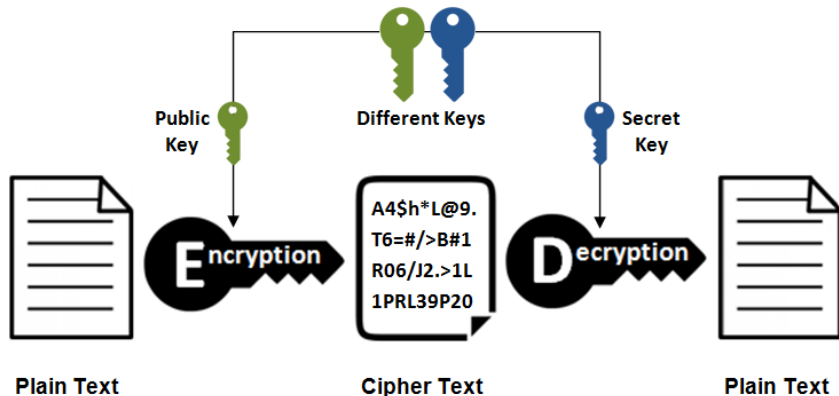 Public
Key
Different Keys
Secret
Key
Encryption
A4$h*L@9.
T6=#/>B#1
R06/J2.>1L
1PRL39P20
Decryption
Plain Text
Cipher Text
Plain Text